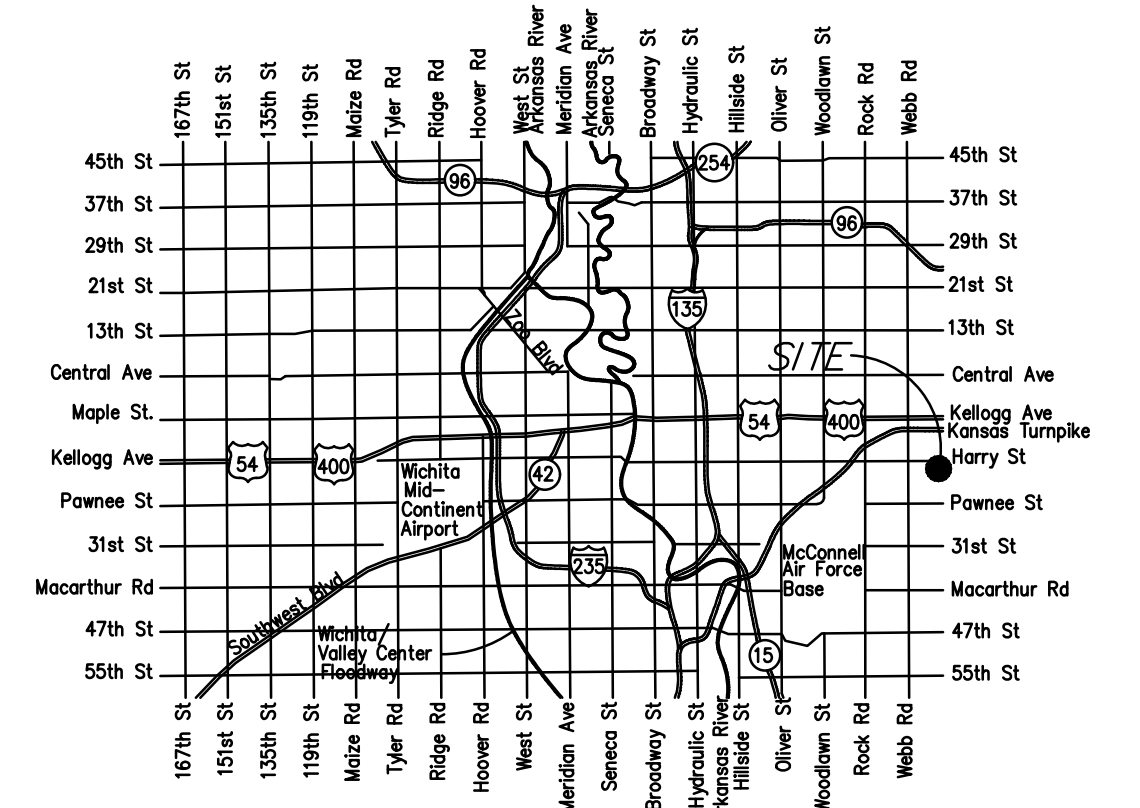 167th St
151st St
135th St
119th St
Maize Rd
Tyler Rd
Ridge Rd
Hoover Rd
West St
Arkansas River
Meridian Ave
Arkansas River
Seneca St
Broadway St
Hydraulic St
Hillside St
Oliver St
Woodlawn St
Rock Rd
Webb Rd
45th St
37th St
29th St
21st St
13th St
Central Ave
Maple St.
Kellogg Ave
Pawnee St
31st St
Macarthur Rd
47th St
55th St
96
254
96
135
Zoo Blvd
SITE
54
400
54
400
42
Wichita
Mid-
Continent
Airport
235
McConnell
Air Force
Base
Southwest Blvd
Wichita/
Valley Center
Floodway
15
45th St
37th St
29th St
21st St
13th St
Central Ave
Kellogg Ave
Kansas Turnpike
Harry St
Pawnee St
31st St
Macarthur Rd
47th St
55th St
167th St
151st St
135th St
119th St
Maize Rd
Tyler Rd
Ridge Rd
Hoover Rd
West St
Meridian Ave
Seneca St
Broadway St
Hydraulic St
rkansas River
Hillside St
Oliver St
Woodlawn St
Rock Rd
Webb Rd